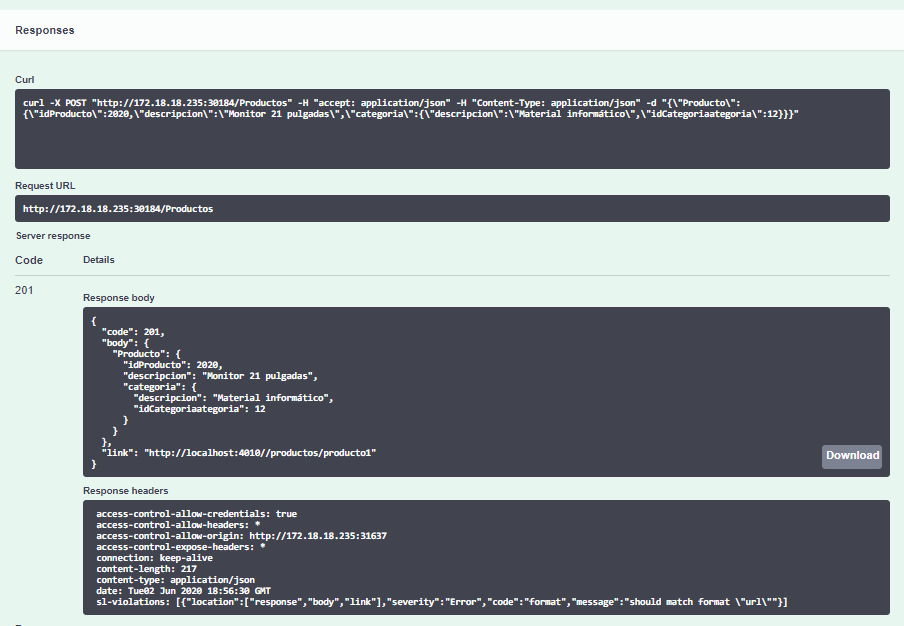 Responses
Curl
curl -X POST "http://172.18.18.235:30184/Productos" -H "accept: application/json" -H "Content-Type: application/json" -d "{\"Producto\":
{\"idProducto\":2020,\"descripcion\":\"Monitor 21 pulgadas\",\"categoria\":{\"descripcion\":\"Material informático\",\"idCategoriaategoria\":12}}}"
Request URL
http://172.18.18.235:30184/Productos
Server response
Code Details
201
Response body
{
  "code": 201,
  "body": {
    "Producto": {
      "idProducto": 2020,
      "descripcion": "Monitor 21 pulgadas",
      "categoria": {
        "descripcion": "Material informático",
        "idCategoriaategoria": 12
      }
    }
  },
  "link": "http://localhost:4010//productos/producto1"
}
Download
Response headers
access-control-allow-credentials: true
access-control-allow-headers: *
access-control-allow-origin: http://172.18.18.235:31637
access-control-expose-headers: *
connection: keep-alive
content-length: 217
content-type: application/json
date: Tue02 Jun 2020 18:56:30 GMT
sl-violations: [{"location":["response","body","link"],"severity":"Error","code":"format","message":"should match format \"url\""}]